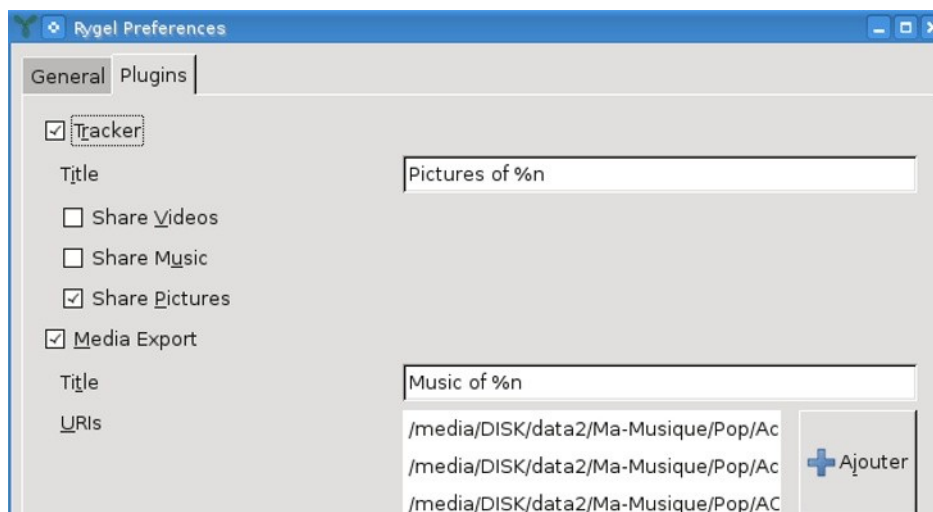 Rygel Preferences
General Plugins
Tracker
Title Pictures of %n
Share Videos
Share Music
Share Pictures
Media Export
Title Music of %n
URIs /media/DISK/data2/Ma-Musique/Pop/Ac
/media/DISK/data2/Ma-Musique/Pop/Ac
Ajouter
/media/DISK/data2/Ma-Musique/Pop/AC